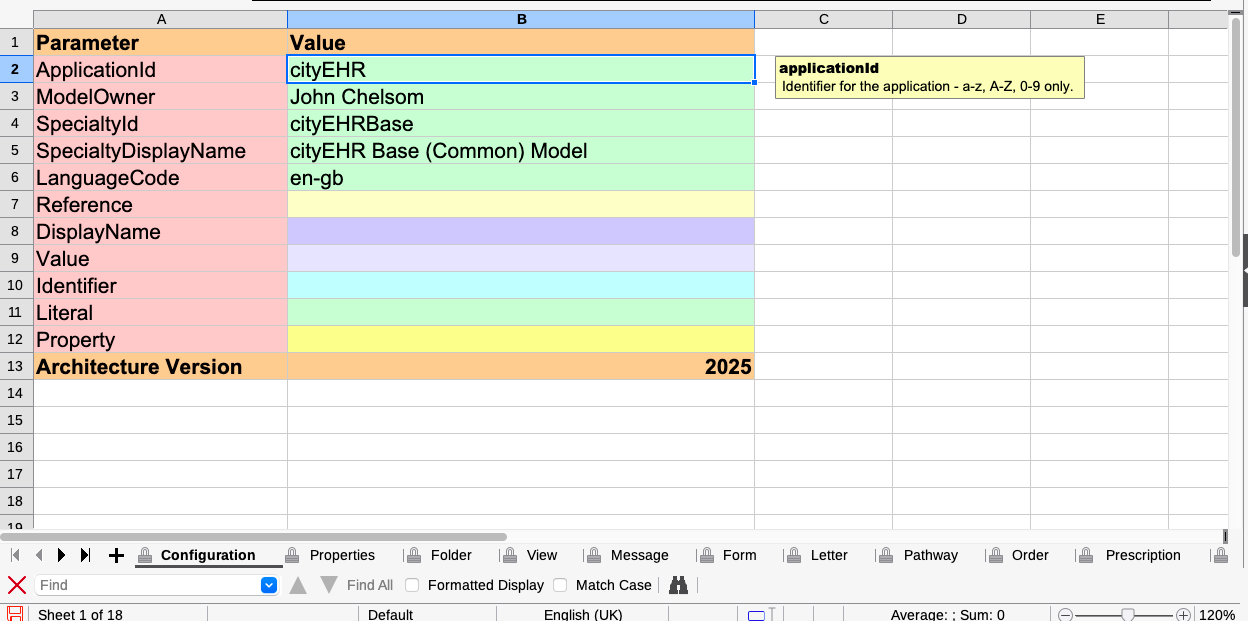 A B C D E
1 Parameter Value
2 ApplicationId cityEHR
applicationId
Identifier for the application - a-z, A-Z, 0-9 only.
3 ModelOwner John Chelsom
4 SpecialtyId cityEHRBase
5 SpecialtyDisplayName cityEHR Base (Common) Model
6 LanguageCode en-gb
7 Reference
8 DisplayName
9 Value
10 Identifier
11 Literal
12 Property
13 Architecture Version 2025
14
15
16
17
18
19
Configuration Properties Folder View Message Form Letter Pathway Order Prescription
Find Find All Formatted Display Match Case
Sheet 1 of 18 Default English (UK) Average: ; Sum: 0 120%